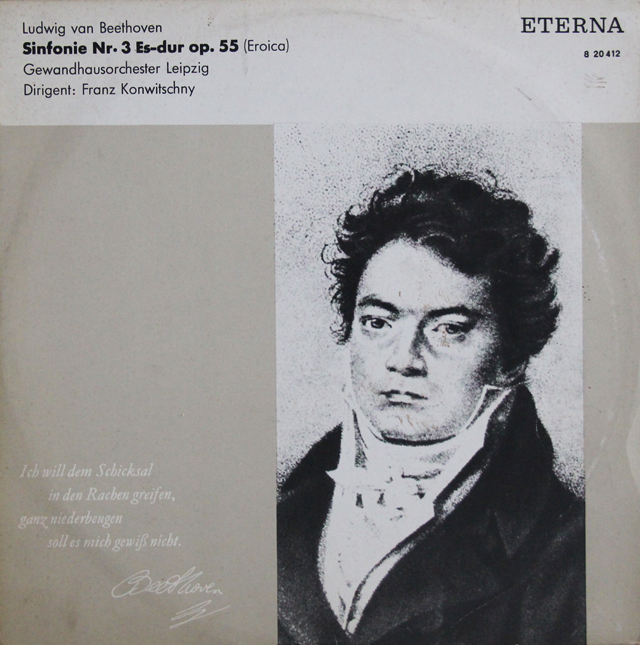 Ludwig van Beethoven
Sinfonie Nr. 3 Es-dur op. 55 (Eroica)
Gewandhausorchester Leipzig
Dirigent: Franz Konwitschny
ETERNA
8 20 412
Ich will dem Schicksal
in den Rachen greifen,
ganz niederbeugen
soll es mich gewiß nicht.
Beethoven